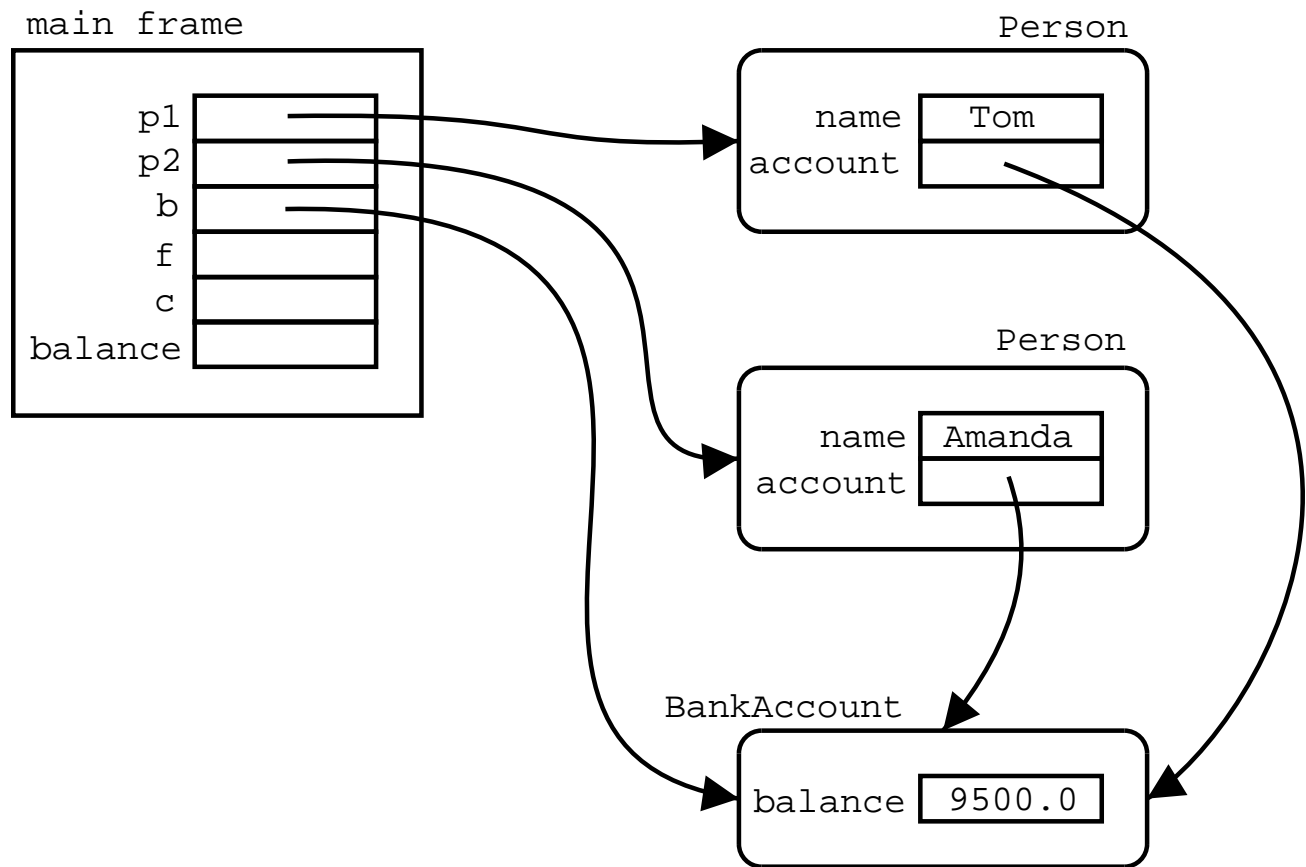 main frame
p1
p2
b
f
c
balance
Person
name Tom
account
Person
name Amanda
account
BankAccount
balance 9500.0